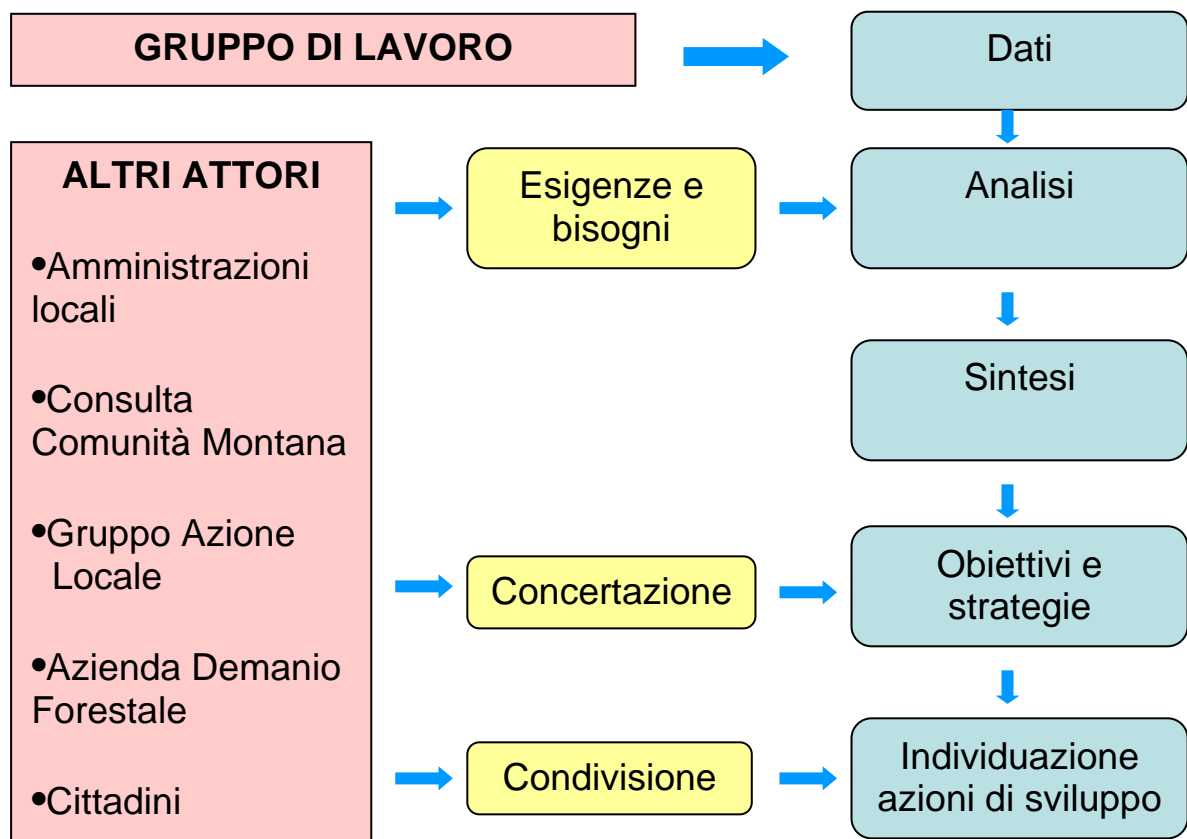 GRUPPO DI LAVORO
Dati
ALTRI ATTORI
•Amministrazioni
locali
•Consulta
Comunità Montana
•Gruppo Azione
Locale
•Azienda Demanio
Forestale
•Cittadini
Esigenze e
bisogni
Analisi
Sintesi
Concertazione
Obiettivi e
strategie
Condivisione
Individuazione
azioni di sviluppo